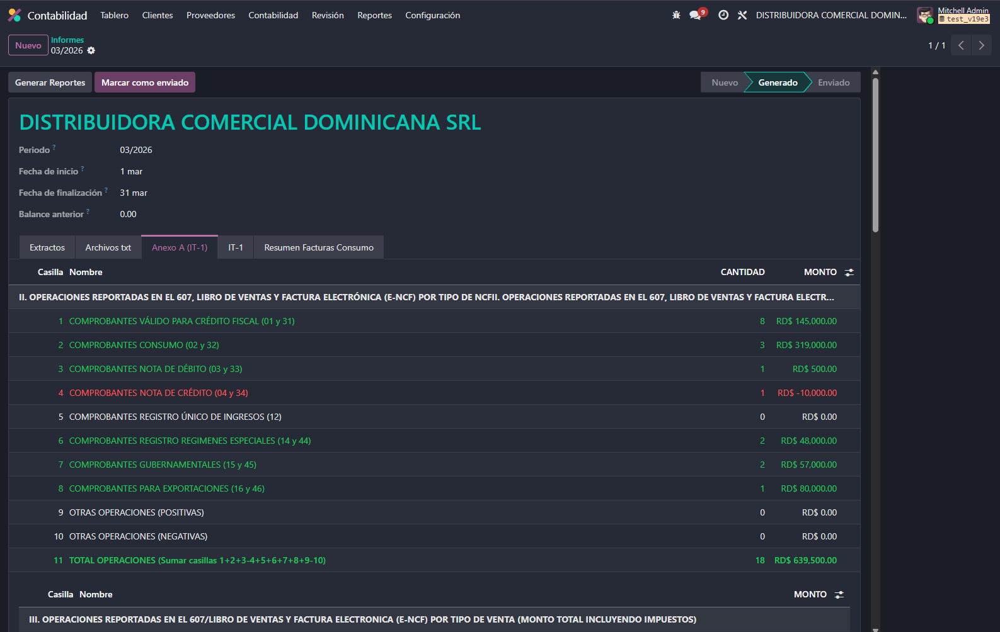 Contabilidad Tablero Clientes Proveedores Contabilidad Revisión Reportes Configuración 9 DISTRIBUIDORA COMERCIAL DOMIN... Mitchell Admin
test_v19e3
Nuevo Informes
03/2026 1 / 1
Generar Reportes Marcar como enviado Nuevo Generado Enviado
DISTRIBUIDORA COMERCIAL DOMINICANA SRL
Periodo ? 03/2026
Fecha de inicio ? 1 mar
Fecha de finalización ? 31 mar
Balance anterior ? 0.00
Extractos Archivos txt Anexo A (IT-1) IT-1 Resumen Facturas Consumo
Casilla Nombre CANTIDAD MONTO
II. OPERACIONES REPORTADAS EN EL 607, LIBRO DE VENTAS Y FACTURA ELECTRÓNICA (E-NCF) POR TIPO DE NCFII. OPERACIONES REPORTADAS EN EL 607, LIBRO DE VENTAS Y FACTURA ELECTR...
1 COMPROBANTES VÁLIDO PARA CRÉDITO FISCAL (01 y 31) 8 RD$ 145,000.00
2 COMPROBANTES CONSUMO (02 y 32) 3 RD$ 319,000.00
3 COMPROBANTES NOTA DE DÉBITO (03 y 33) 1 RD$ 500.00
4 COMPROBANTES NOTA DE CRÉDITO (04 y 34) 1 RD$ -10,000.00
5 COMPROBANTES REGISTRO ÚNICO DE INGRESOS (12) 0 RD$ 0.00
6 COMPROBANTES REGISTRO REGIMENES ESPECIALES (14 y 44) 2 RD$ 48,000.00
7 COMPROBANTES GUBERNAMENTALES (15 y 45) 2 RD$ 57,000.00
8 COMPROBANTES PARA EXPORTACIONES (16 y 46) 1 RD$ 80,000.00
9 OTRAS OPERACIONES (POSITIVAS) 0 RD$ 0.00
10 OTRAS OPERACIONES (NEGATIVAS) 0 RD$ 0.00
11 TOTAL OPERACIONES (Sumar casillas 1+2+3-4+5+6+7+8+9-10) 18 RD$ 639,500.00
Casilla Nombre MONTO
III. OPERACIONES REPORTADAS EN EL 607/LIBRO DE VENTAS Y FACTURA ELECTRONICA (E-NCF) POR TIPO DE VENTA (MONTO TOTAL INCLUYENDO IMPUESTOS)